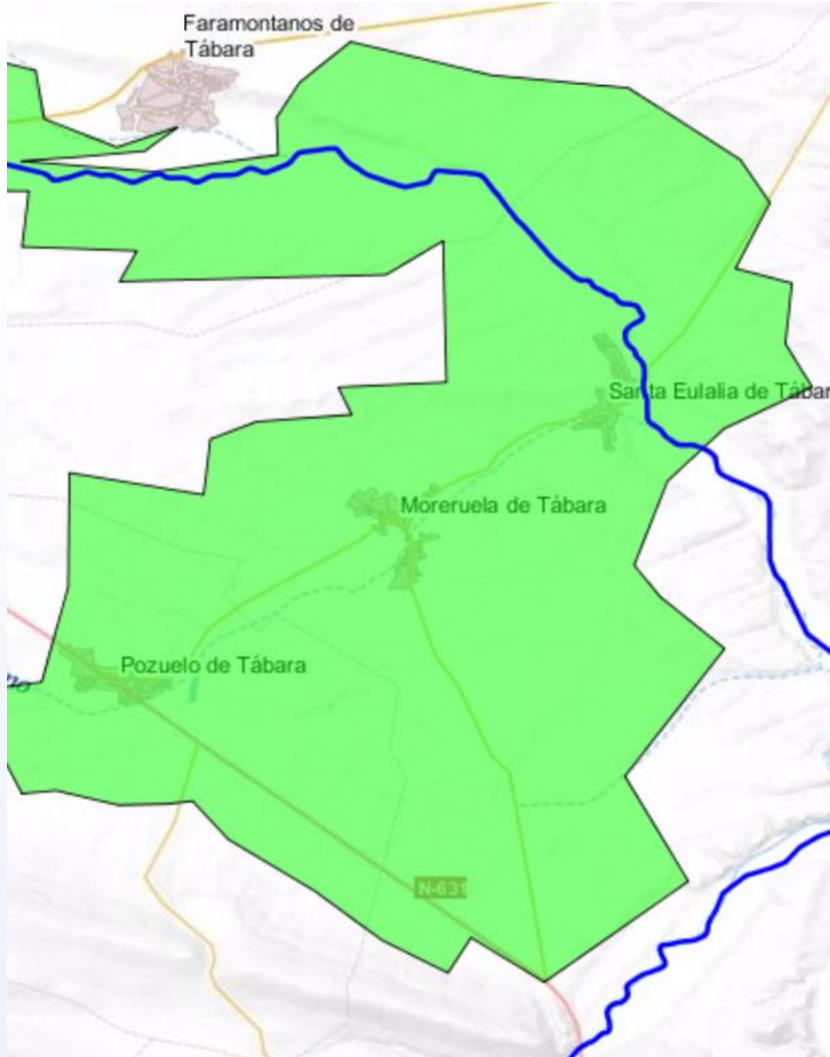 Faramontanos de
Tábara
Santa Eulalia de Tábar
Moreruela de Tábara
Pozuelo de Tábara
N-631